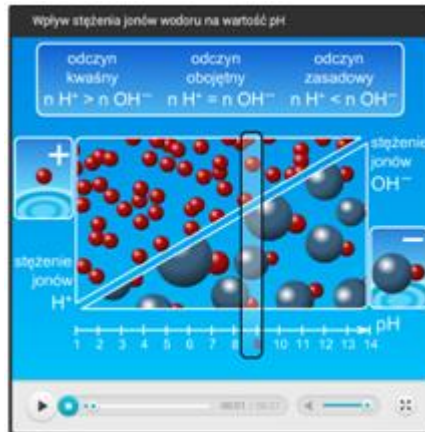 Wpływ stężenia jonów wodoru na wartość pH
odczyn kwaśny
n H⁺ > n OH⁻
odczyn obojętny
n H⁺ = n OH⁻
odczyn zasadowy
n H⁺ < n OH⁻
+
stężenie
jonów
OH⁻
−
stężenie
jonów
H⁺
pH
1 2 3 4 5 6 7 8 9 10 11 12 13 14